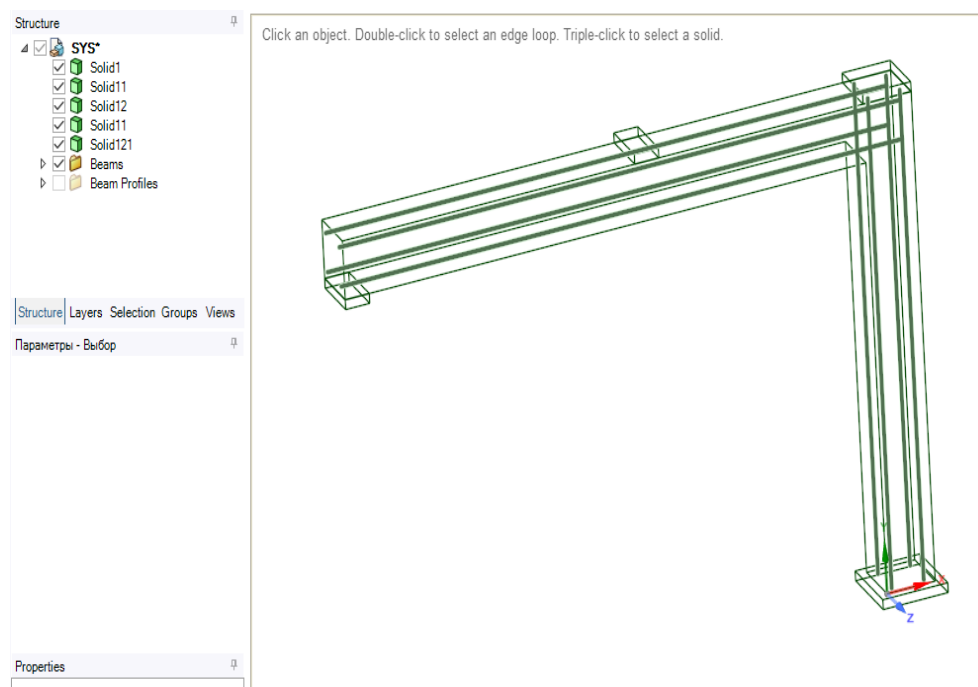 Structure
SYS*
Solid1
Solid11
Solid12
Solid11
Solid121
Beams
Beam Profiles
Structure Layers Selection Groups Views
Параметры - Выбор
Properties
Click an object. Double-click to select an edge loop. Triple-click to select a solid.
Y
X
Z